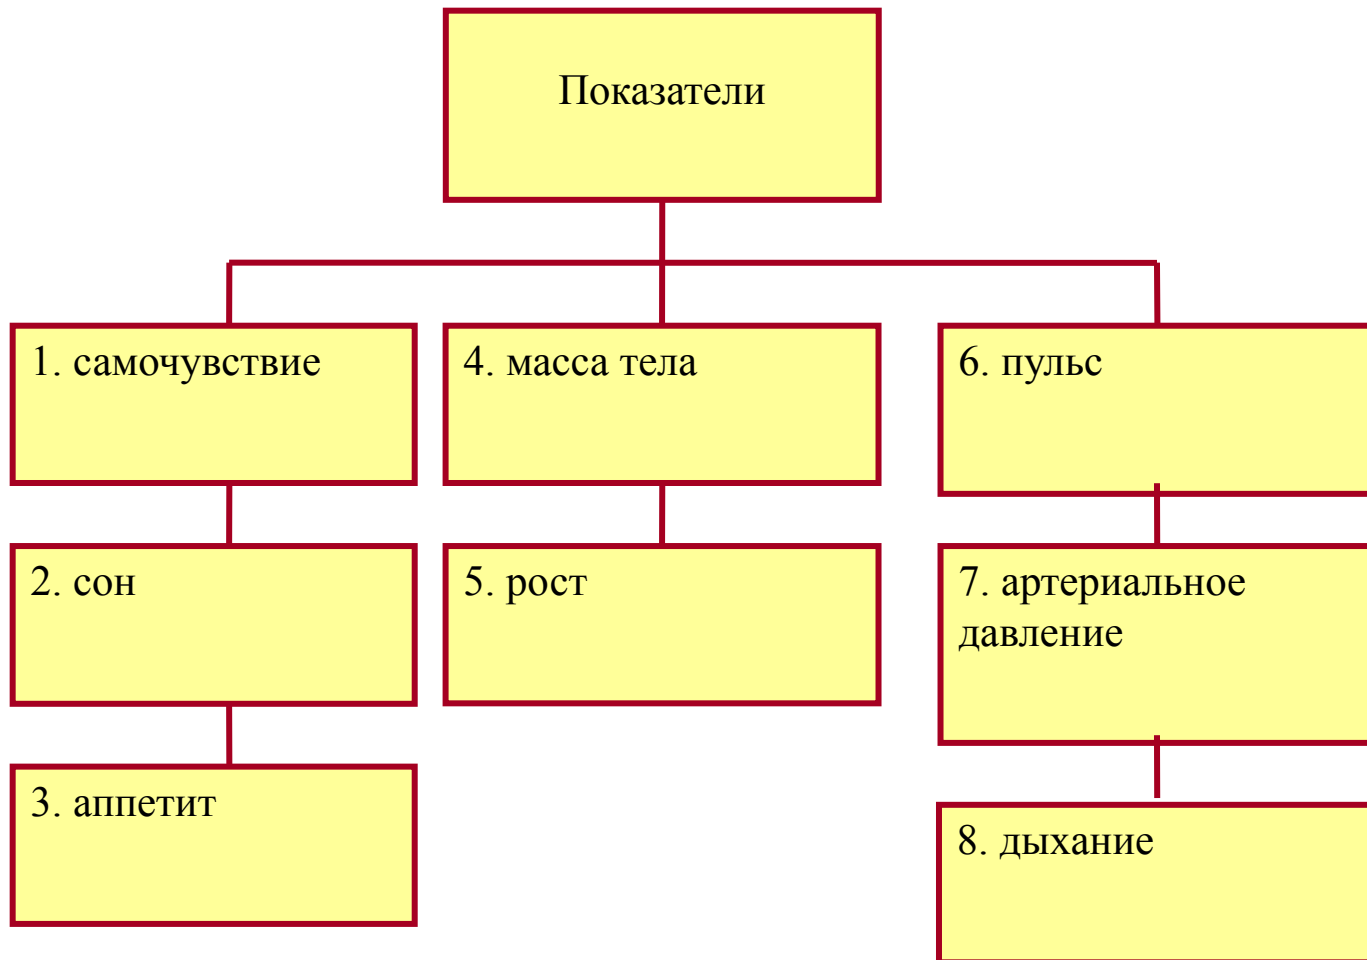 Показатели
1. самочувствие
2. сон
3. аппетит
4. масса тела
5. рост
6. пульс
7. артериальное
давление
8. дыхание